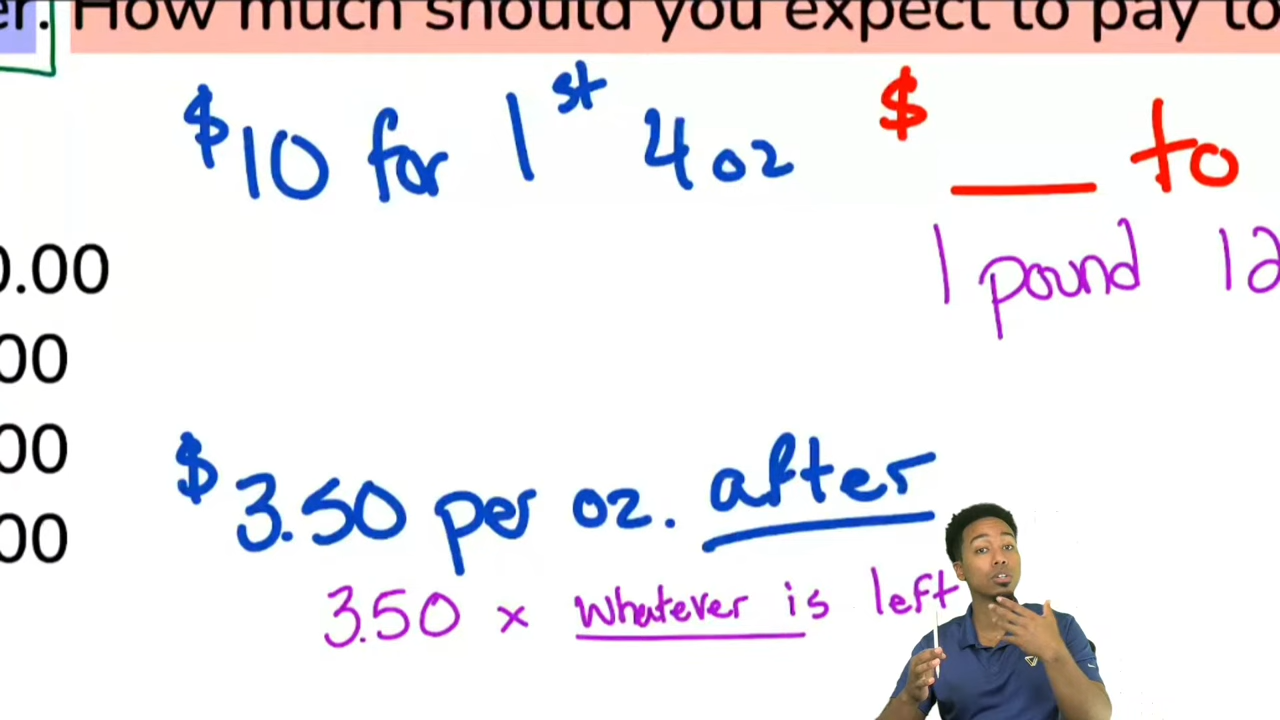 er. How much should you expect to pay to
$10 for 1st 4oz
$ ___ to
1 pound 12
0.00
00
00
00
$3.50 per oz. after
3.50 x whatever is left